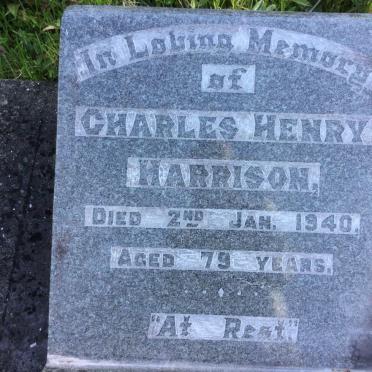 In Loving Memory
of
CHARLES HENRY
HARRISON,
DIED 2ND JAN. 1940.
AGED 79 YEARS.
"At Rest"